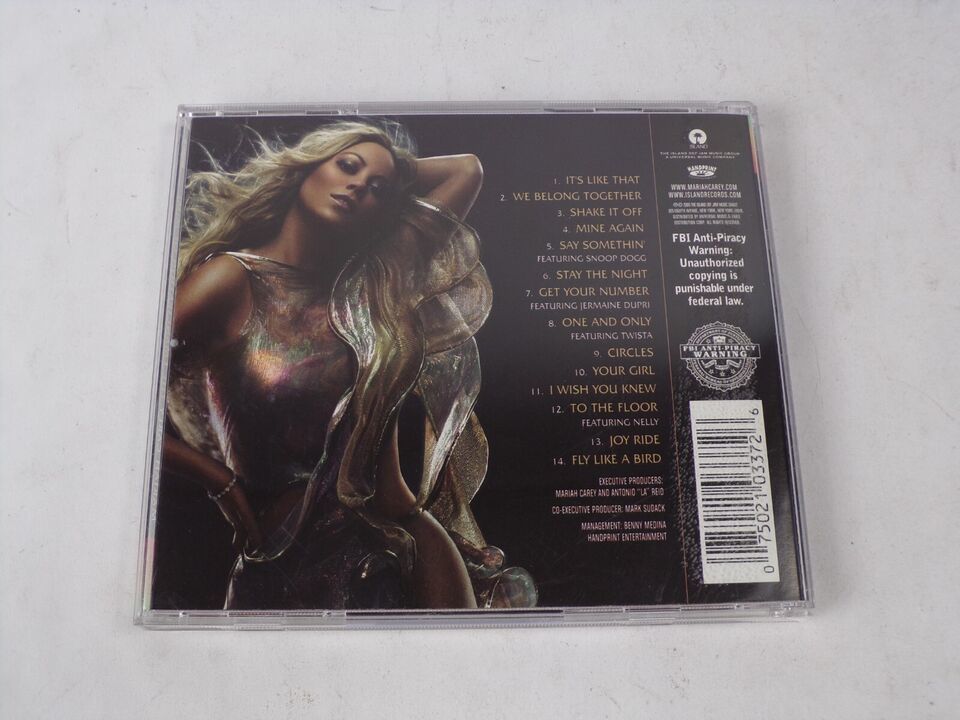 1. IT'S LIKE THAT
2. WE BELONG TOGETHER
3. SHAKE IT OFF
4. MINE AGAIN
5. SAY SOMETHIN'
FEATURING SNOOP DOGG
6. STAY THE NIGHT
7. GET YOUR NUMBER
FEATURING JERMAINE DUPRI
8. ONE AND ONLY
FEATURING TWISTA
9. CIRCLES
10. YOUR GIRL
11. I WISH YOU KNEW
12. TO THE FLOOR
FEATURING NELLY
13. JOY RIDE
14. FLY LIKE A BIRD
EXECUTIVE PRODUCERS:
MARIAH CAREY AND ANTONIO "LA" REID
CO-EXECUTIVE PRODUCER: MARK SUDACK
MANAGEMENT: BENNY MEDINA
HANDPRINT ENTERTAINMENT
ISLAND
THE ISLAND DEF JAM MUSIC GROUP
A UNIVERSAL MUSIC COMPANY
HANDPRINT
WWW.MARIAHCAREY.COM
WWW.ISLANDRECORDS.COM
FBI Anti-Piracy
Warning:
Unauthorized
copying is
punishable under
federal law.
FBI ANTI-PIRACY
WARNING
0 75021 03372 6